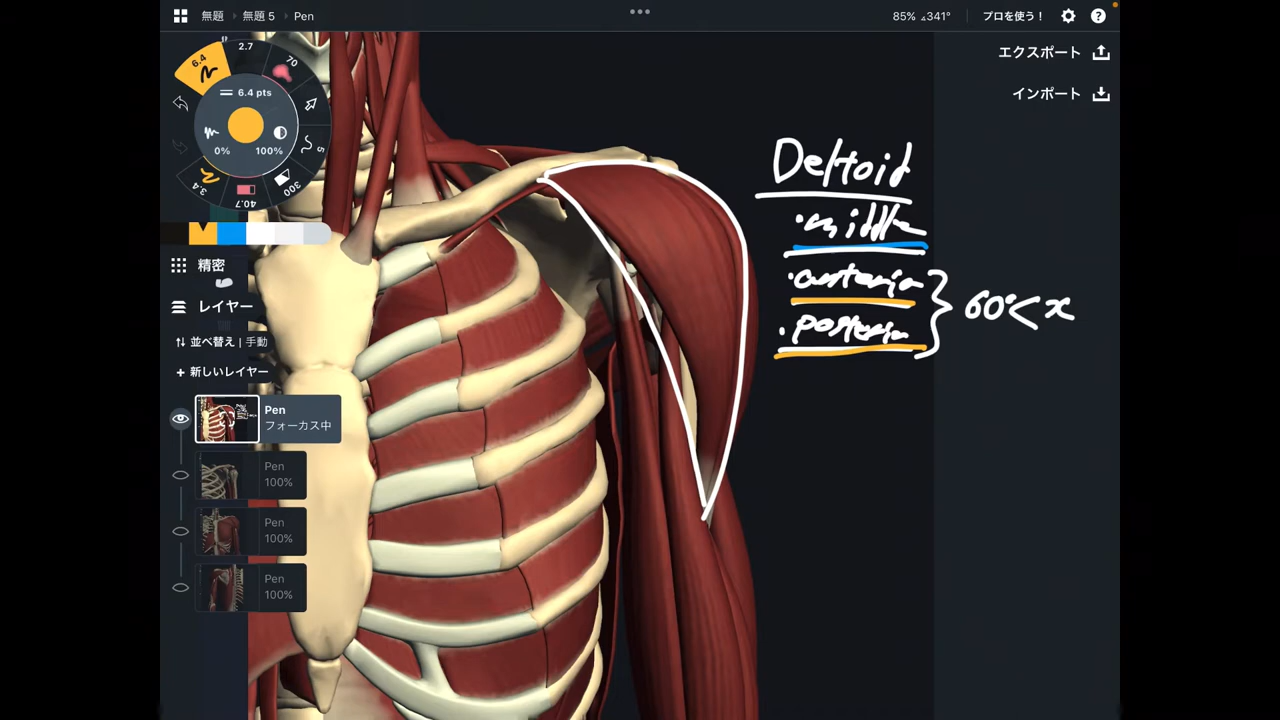 無題 › 無題 5 › Pen
85% ⊿341°
プロを使う！
エクスポート
インポート
2.7
6.4
70
6.4 pts
0%
100%
5
300
40.7
3.4
精密
レイヤー
並べ替え | 手動
+ 新しいレイヤー
Pen
フォーカス中
Pen
100%
Pen
100%
Pen
100%
Deltoid
・middle
・anterior
・posterior
60°<x